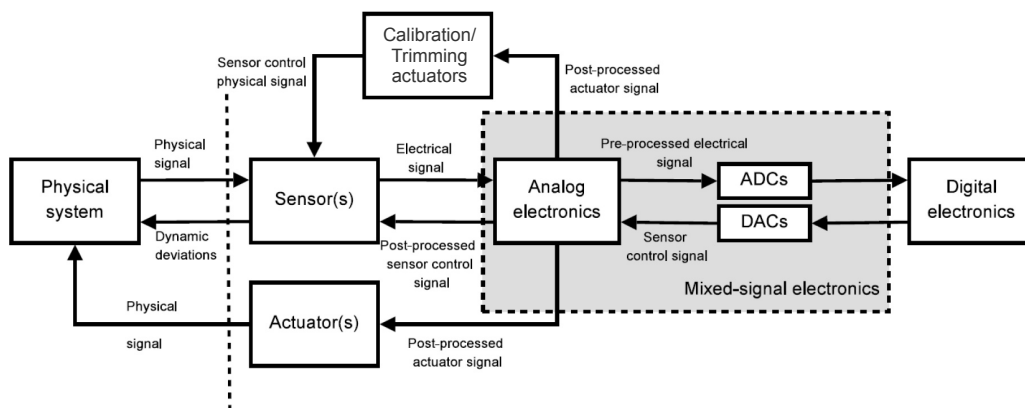 Calibration/
Trimming
actuators
Sensor control
physical signal
Post-processed
actuator signal
Physical
signal
Electrical
signal
Pre-processed electrical
signal
Physical
system
Sensor(s)
Analog
electronics
ADCs
DACs
Digital
electronics
Dynamic
deviations
Post-processed
sensor control
signal
Sensor
control signal
Mixed-signal electronics
Physical
signal
Actuator(s)
Post-processed
actuator signal